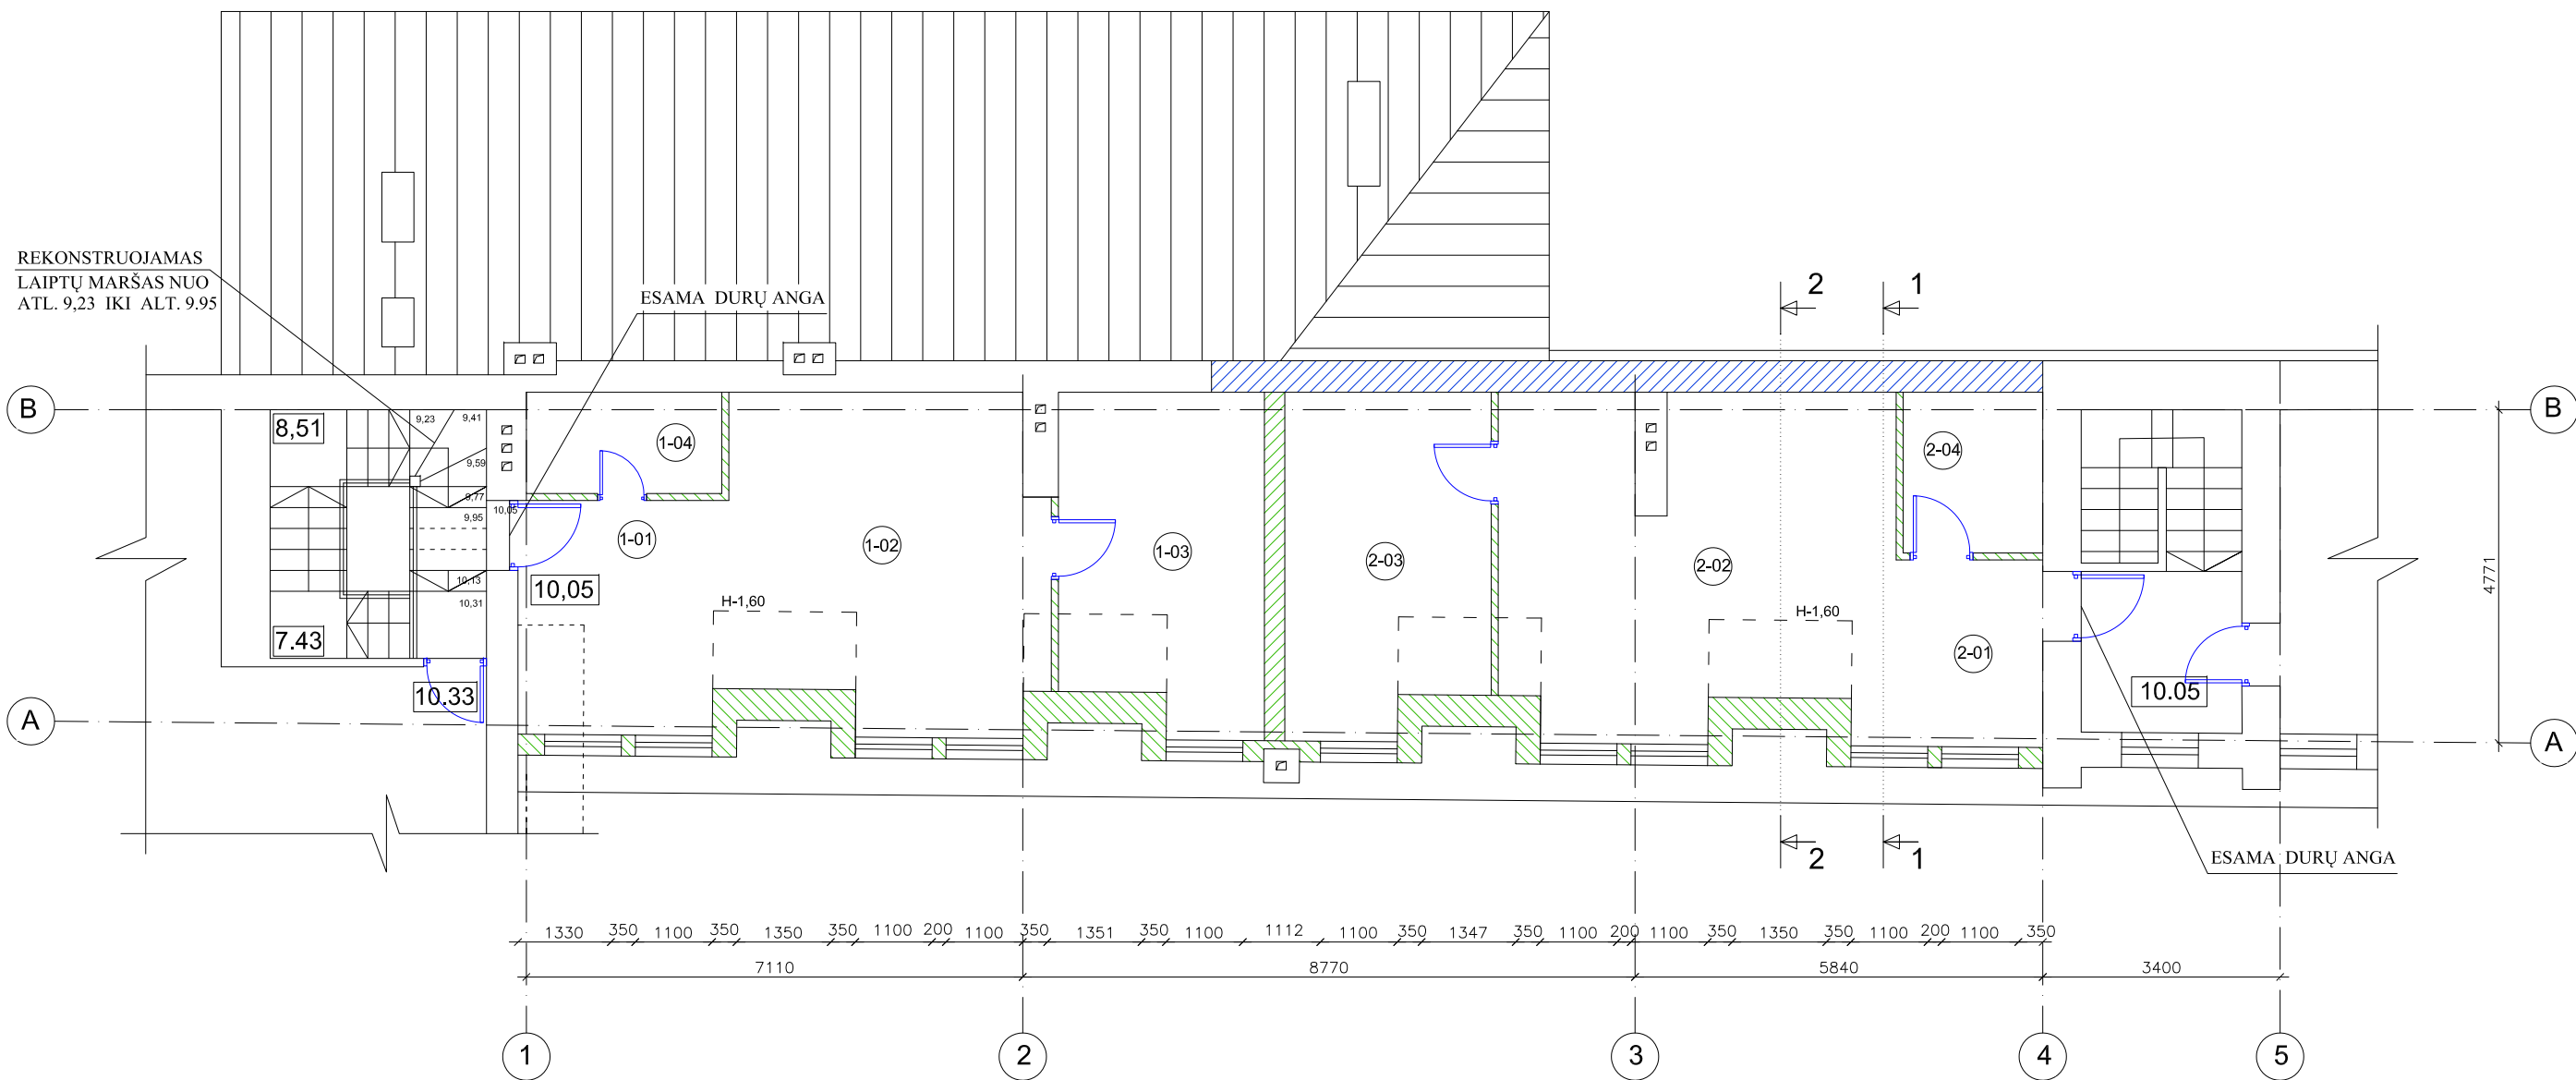 REKONSTRUOJAMAS
LAIPTŲ MARŠAS NUO
ATL. 9,23 IKI ALT. 9.95
ESAMA DURŲ ANGA
2
1
B
B
8,51
9,23
9,41
9,59
9,77
9,95
10,05
10,13
10,31
7.43
10.33
1-04
1-01
1-02
1-03
2-03
2-02
2-04
2-01
10,05
H-1,60
H-1,60
10.05
4771
A
A
2
1
ESAMA DURŲ ANGA
1330 350 1100 350 1350 350 1100 200 1100 350 1351 350 1100 1112 1100 350 1347 350 1100 200 1100 350 1350 350 1100 200 1100 350
7110 8770 5840 3400
1 2 3 4 5